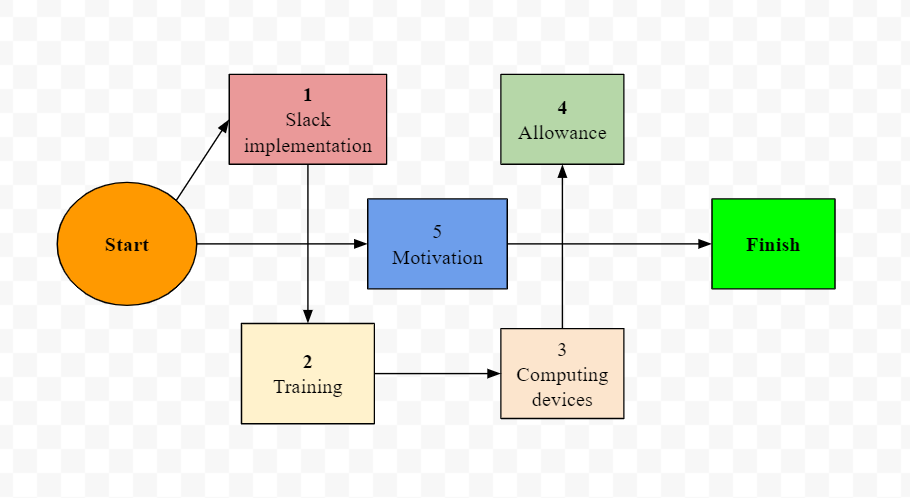 1
Slack
implementation
4
Allowance
Start
5
Motivation
Finish
2
Training
3
Computing
devices